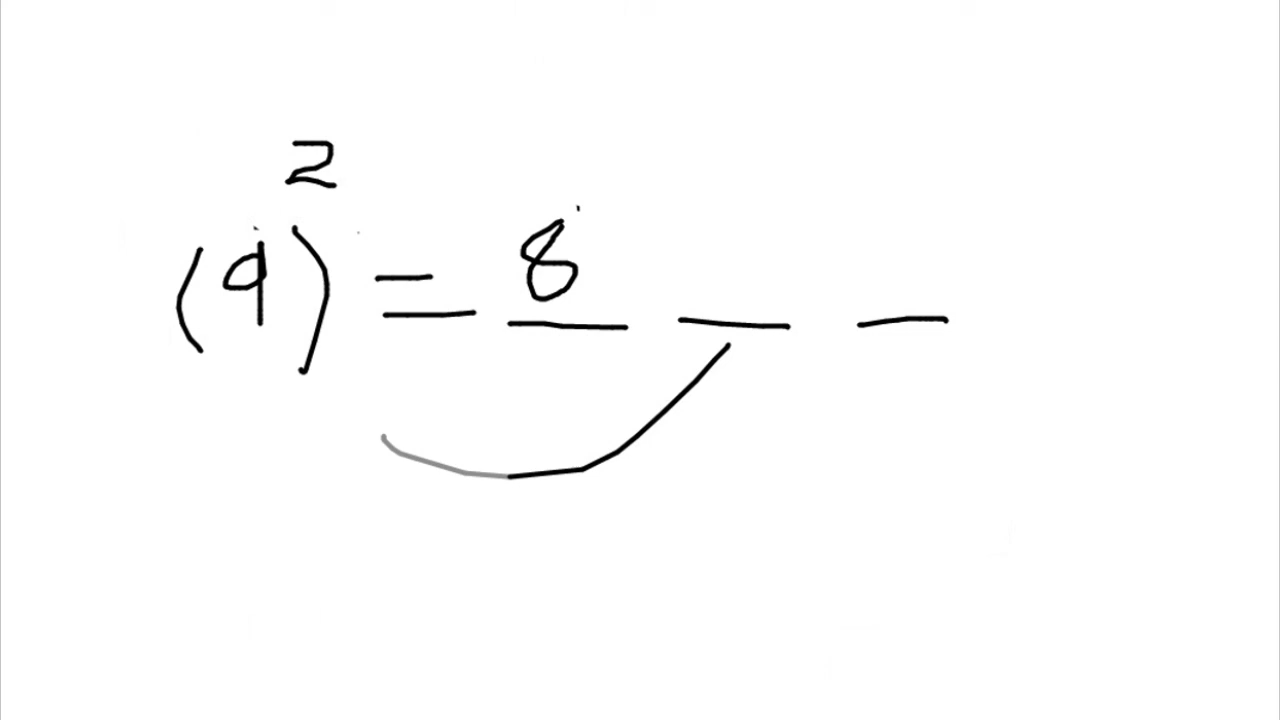 (9)² = 8 _ _